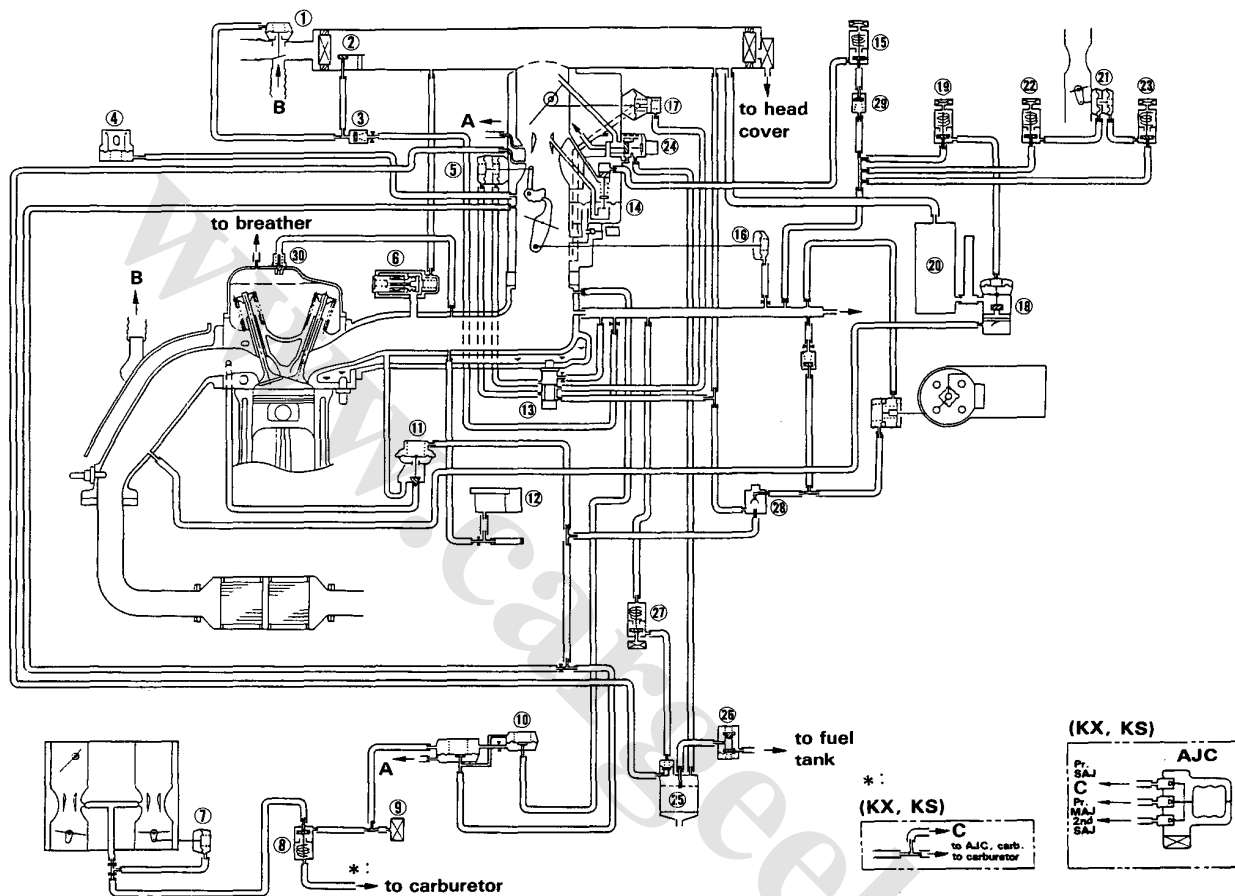 ①
②
B
③
④
A
⑤
to head
cover
⑮
⑰
㉔
⑭
㉙
⑲
㉒
㉑
㉓
to breather
㉚
⑥
B
⑯
⑳
⑱
⑬
⑪
⑫
㉘
㉗
⑩
A
⑨
⑧
⑦
*:
to carburetor
㉖
to fuel
tank
㉕
*:
(KX, KS)
C
to AJC, carb.
to carburetor
(KX, KS)
AJC
Pr.
SAJ
C
Pr.
MAJ
2nd
SAJ
www.cargeek